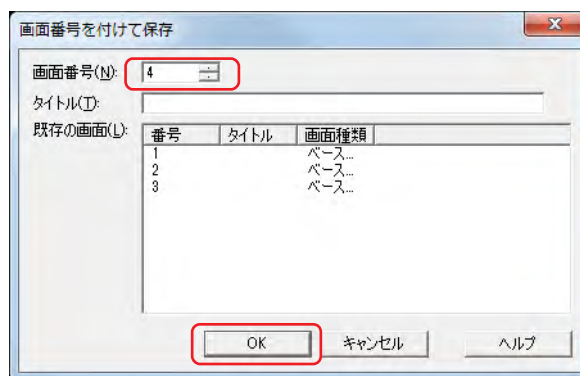 画面番号を付けて保存
画面番号(N): 4
タイトル(T):
既存の画面(L):
番号 タイトル 画面種類
1 ベース...
2 ベース...
3 ベース...
OK キャンセル ヘルプ